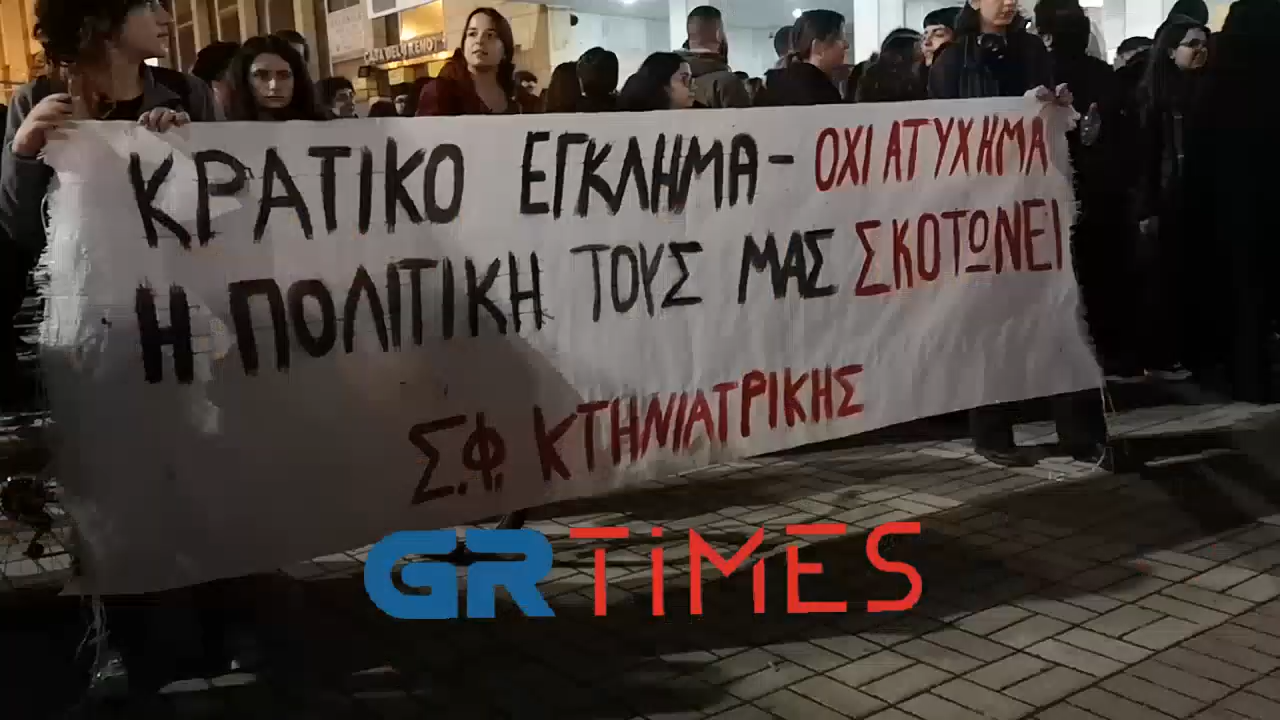 ΚΡΑΤΙΚΟ ΕΓΚΛΗΜΑ - ΟΧΙ ΑΤΥΧΗΜΑ
Η ΠΟΛΙΤΙΚΗ ΤΟΥΣ ΜΑΣ ΣΚΟΤΩΝΕΙ
Σ.Φ. ΚΤΗΝΙΑΤΡΙΚΗΣ
GRTiMES